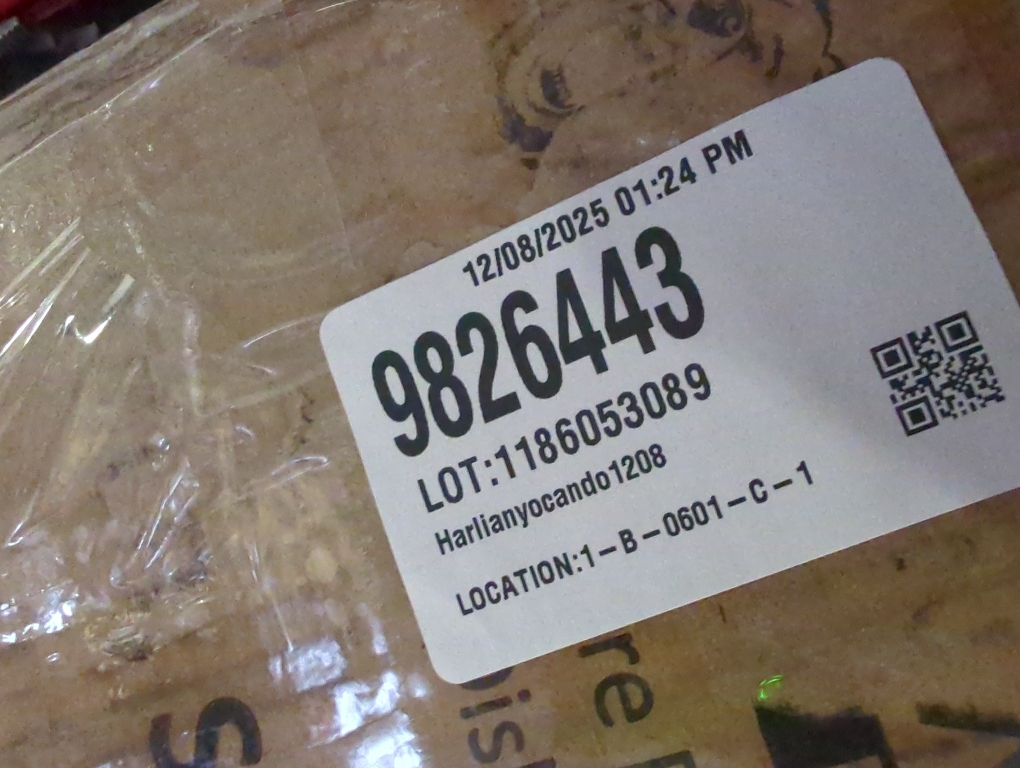 12/08/2025 01:24 PM
9826443
LOT:1186053089
Harlianyocando1208
LOCATION:1-B-0601-C-1